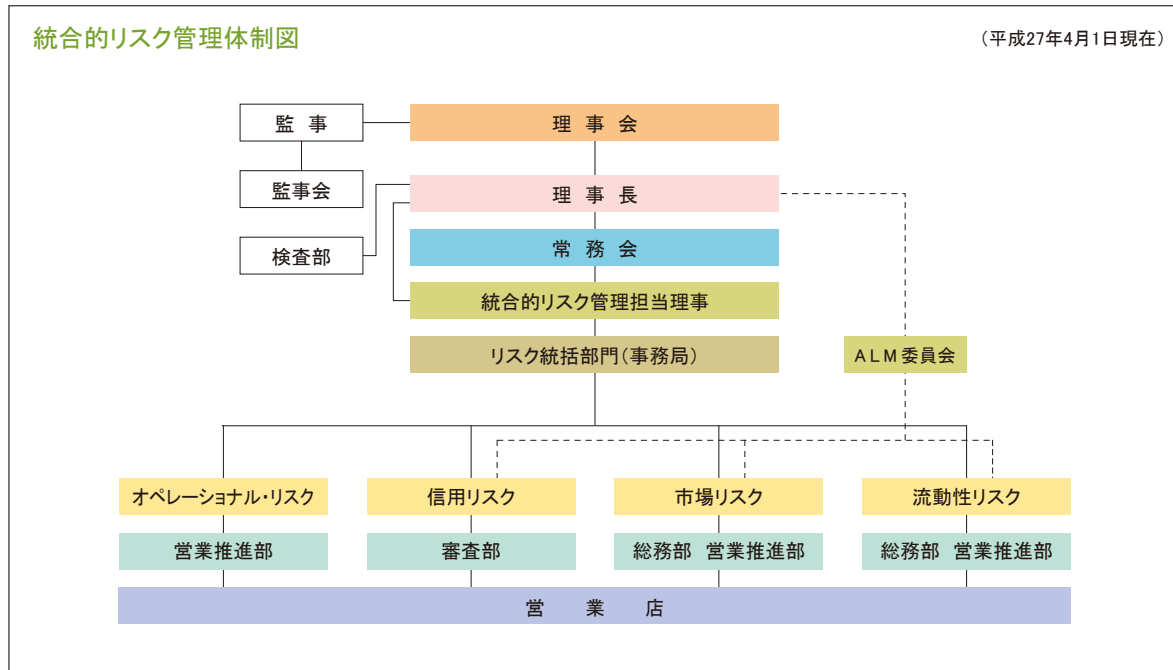 統合的リスク管理体制図
（平成27年4月1日現在）
監 事
理 事 会
監事会
理 事 長
検査部
常 務 会
統合的リスク管理担当理事
リスク統括部門（事務局）
ALM委員会
オペレーショナル・リスク
信用リスク
市場リスク
流動性リスク
営業推進部
審査部
総務部 営業推進部
総務部 営業推進部
営 業 店